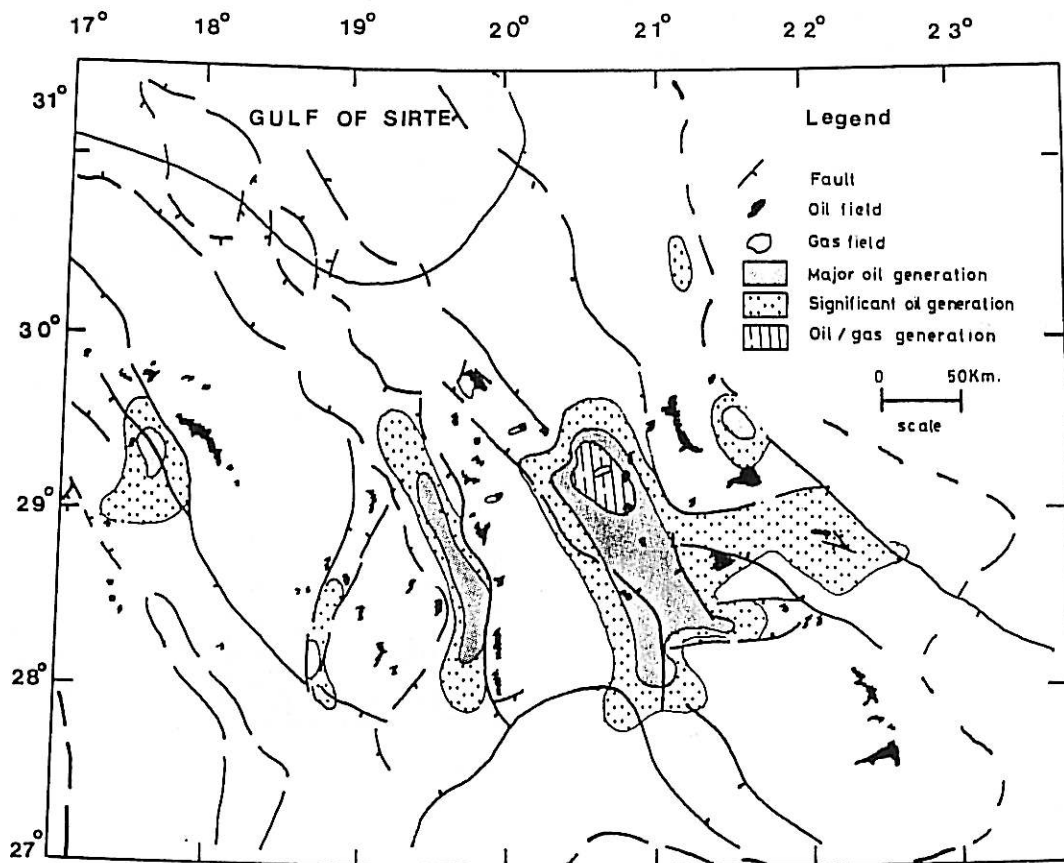 17° 18° 19° 20° 21° 22° 23°
31°
GULF OF SIRTE
Legend
Fault
Oil field
Gas field
Major oil generation
Significant oil generation
30°
Oil / gas generation
0 50Km.
scale
29°
28°
27°